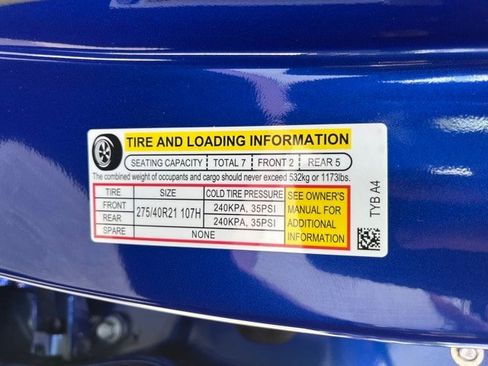 TIRE AND LOADING INFORMATION
SEATING CAPACITY TOTAL 7 FRONT 2 REAR 5
The combined weight of occupants and cargo should never exceed 532kg or 1173lbs.
TIRE SIZE COLD TIRE PRESSURE
FRONT 275/40R21 107H 240KPA, 35PSI
REAR 240KPA, 35PSI
SPARE NONE
SEE OWNER'S
MANUAL FOR
ADDITIONAL
INFORMATION
TYB A4